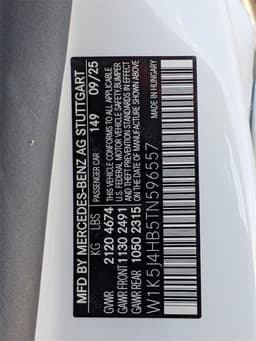 MFD BY MERCEDES-BENZ AG STUTTGART
PASSENGER CAR 149 09/25
KG LBS
GVWR 2120 4674
GAWR FRONT 1130 2491
GAWR REAR 1050 2315
THIS VEHICLE CONFORMS TO ALL APPLICABLE
U.S. FEDERAL MOTOR VEHICLE SAFETY, BUMPER
AND THEFT PREVENTION STANDARDS IN EFFECT
ON THE DATE OF MANUFACTURE SHOWN ABOVE.
W1K5J4HB5TN596557
MADE IN HUNGARY